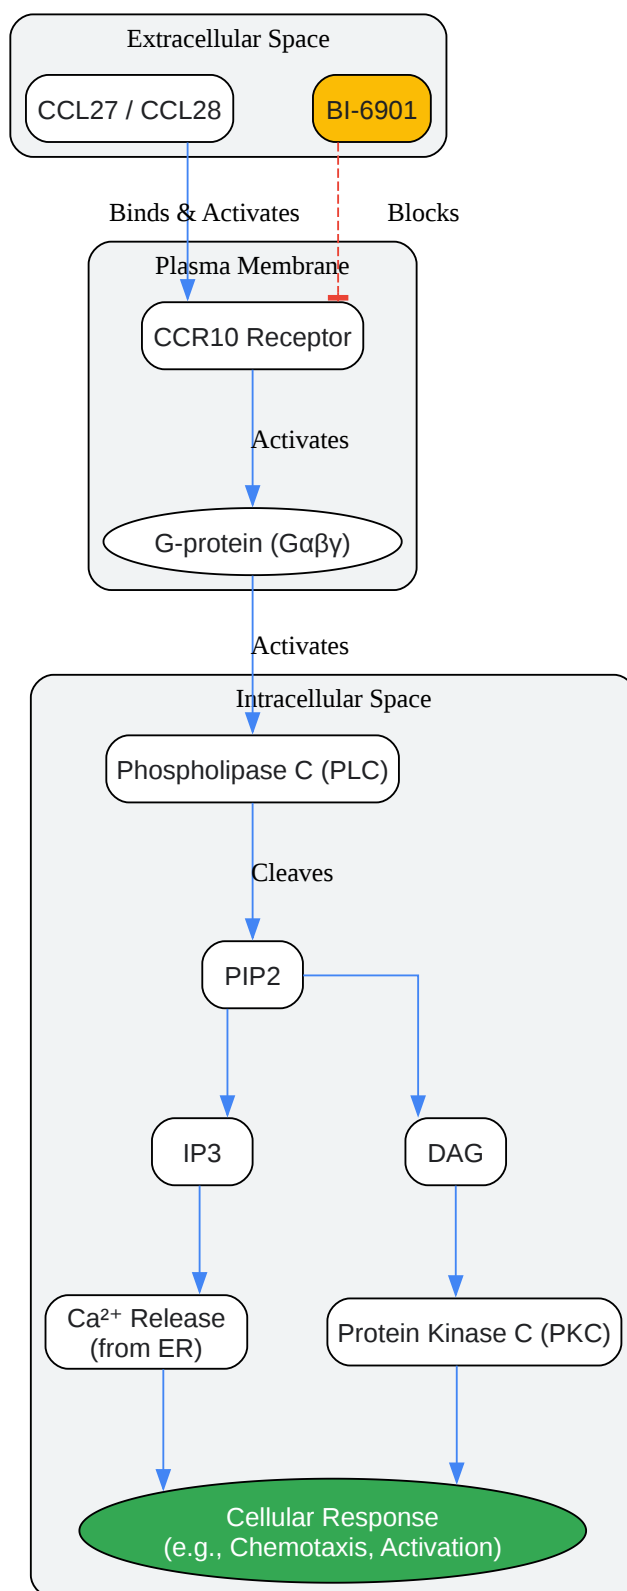 Extracellular Space
CCL27 / CCL28
BI-6901
Binds & Activates
Blocks
Plasma Membrane
CCR10 Receptor
Activates
G-protein (Gαβγ)
Activates
Intracellular Space
Phospholipase C (PLC)
Cleaves
PIP2
IP3
DAG
Ca²⁺ Release
(from ER)
Protein Kinase C (PKC)
Cellular Response
(e.g., Chemotaxis, Activation)